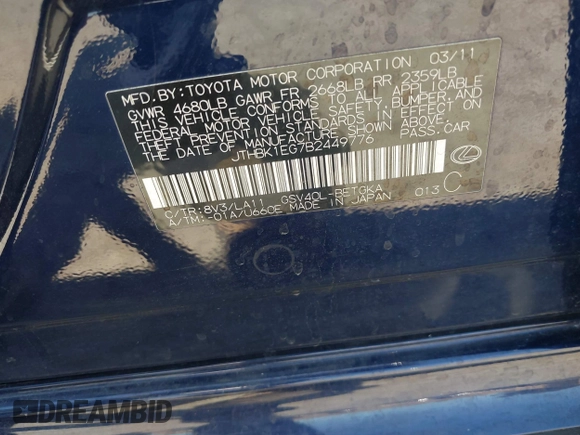 MFD.BY:TOYOTA MOTOR CORPORATION 03/11
GVWR 4680LB GAWR FR 2668LB RR 2359LB
THIS VEHICLE CONFORMS TO ALL APPLICABLE
FEDERAL MOTOR VEHICLE SAFETY, BUMPER, AND
THEFT PREVENTION STANDARDS IN EFFECT ON
THE DATE OF MANUFACTURE SHOWN ABOVE.
JTHBK1EG7B2449776 PASS.CAR
C/TR:8V3/LA11 GSV40L-BETGKA 013 C
A/TM:-01A/U660E MADE IN JAPAN
DREAMBID